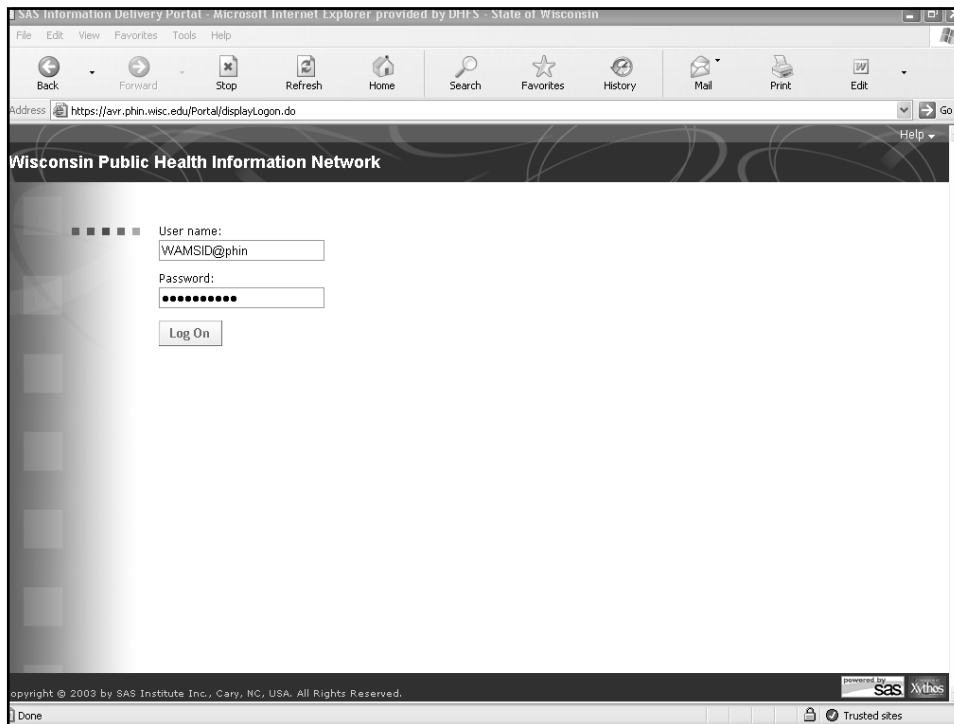 SAS Information Delivery Portal - Microsoft Internet Explorer provided by DHFS - State of Wisconsin
File Edit View Favorites Tools Help
Back Forward Stop Refresh Home Search Favorites History Mail Print Edit
Address https://avr.phin.wisc.edu/Portal/displayLogon.do Go
Help
Wisconsin Public Health Information Network
User name:
WAMSID@phin
Password:
●●●●●●●●●●
Log On
opyright © 2003 by SAS Institute Inc., Cary, NC, USA. All Rights Reserved.
powered by
sas Xythos
Done Trusted sites